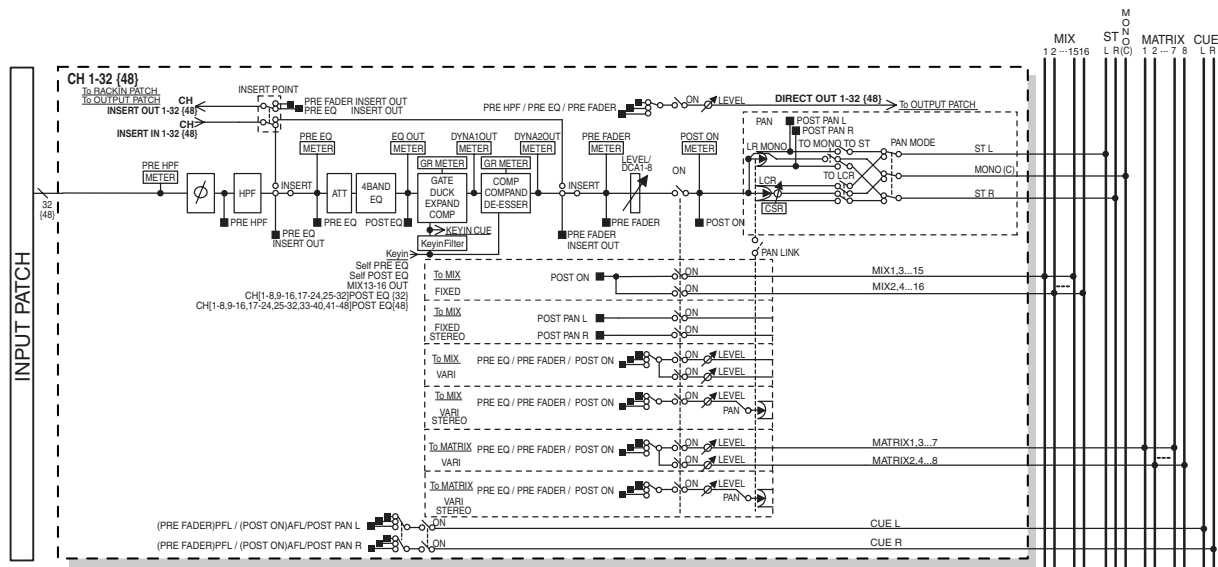 MONO
MIX ST (C) MATRIX CUE
1 2 ··· 1516 L R 1 2 ··· 7 8 L R
INPUT PATCH
CH 1-32 {48}
To RACKIN PATCH
To OUTPUT PATCH
CH
INSERT OUT 1-32 {48}
CH
INSERT IN 1-32 {48}
INSERT POINT
PRE FADER INSERT OUT
PRE EQ INSERT OUT
PRE HPF / PRE EQ / PRE FADER
ON
LEVEL
DIRECT OUT 1-32 {48}
To OUTPUT PATCH
32
{48}
PRE HPF
METER
Ø
PRE HPF
HPF
INSERT
PRE EQ
INSERT OUT
PRE EQ
METER
PRE EQ
ATT
4BAND
EQ
EQ OUT
METER
POST EQ
GR METER
GATE
DUCK
EXPAND
COMP
DYNA1OUT
METER
KEYIN CUE
KeyinFilter
GR METER
COMP
COMPAND
DE-ESSER
DYNA2OUT
METER
INSERT
PRE FADER
INSERT OUT
PRE FADER
METER
PRE FADER
LEVEL/
DCA1-8
ON
POST ON
METER
POST ON
PAN
POST PAN L
POST PAN R
LR MONO
TO MONO TO ST
PAN MODE
TO LCR
LCR
CSR
ST L
MONO (C)
ST R
PAN LINK
Keyin
Self PRE EQ
Self POST EQ
MIX13-16 OUT
CH[1-8,9-16,17-24,25-32]POST EQ {32}
CH[1-8,9-16,17-24,25-32,33-40,41-48]POST EQ{48}
To MIX
FIXED
POST ON
ON
ON
MIX1,3...15
MIX2,4...16
To MIX
FIXED
STEREO
POST PAN L
POST PAN R
ON
ON
To MIX
VARI
PRE EQ / PRE FADER / POST ON
ON LEVEL
ON LEVEL
To MIX
VARI
STEREO
PRE EQ / PRE FADER / POST ON
ON LEVEL
PAN
To MATRIX
VARI
PRE EQ / PRE FADER / POST ON
ON LEVEL
ON LEVEL
MATRIX1,3...7
MATRIX2,4...8
To MATRIX
VARI
STEREO
PRE EQ / PRE FADER / POST ON
ON LEVEL
PAN
(PRE FADER)PFL / (POST ON)AFL/POST PAN L
ON
CUE L
(PRE FADER)PFL / (POST ON)AFL/POST PAN R
ON
CUE R